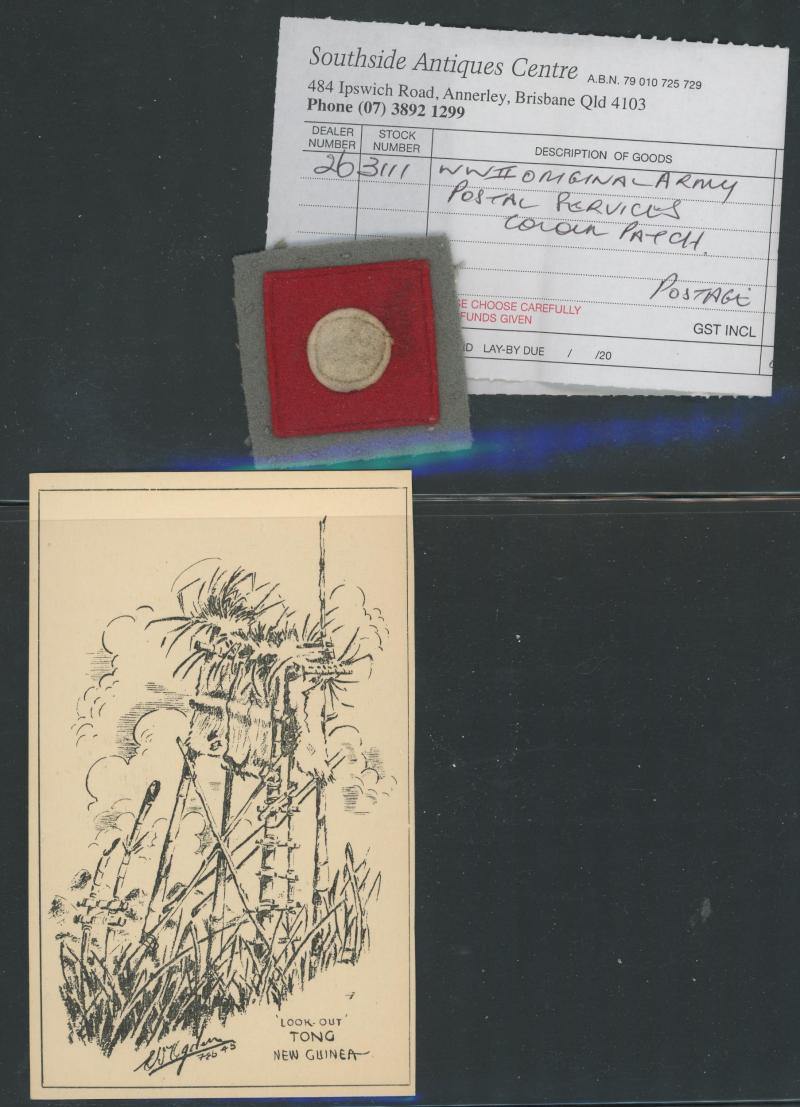 Southside Antiques Centre A.B.N. 79 010 725 729
484 Ipswich Road, Annerley, Brisbane Qld 4103
Phone (07) 3892 1299
DEALER NUMBER STOCK NUMBER DESCRIPTION OF GOODS
26 3111 WWII ORIGINAL ARMY
POSTAL SERVICES
COLOUR PATCH.
POSTAGE
SE CHOOSE CAREFULLY
FUNDS GIVEN
GST INCL
LAY-BY DUE / /20
'LOOK-OUT'
TONG
NEW GUINEA
Feb 43